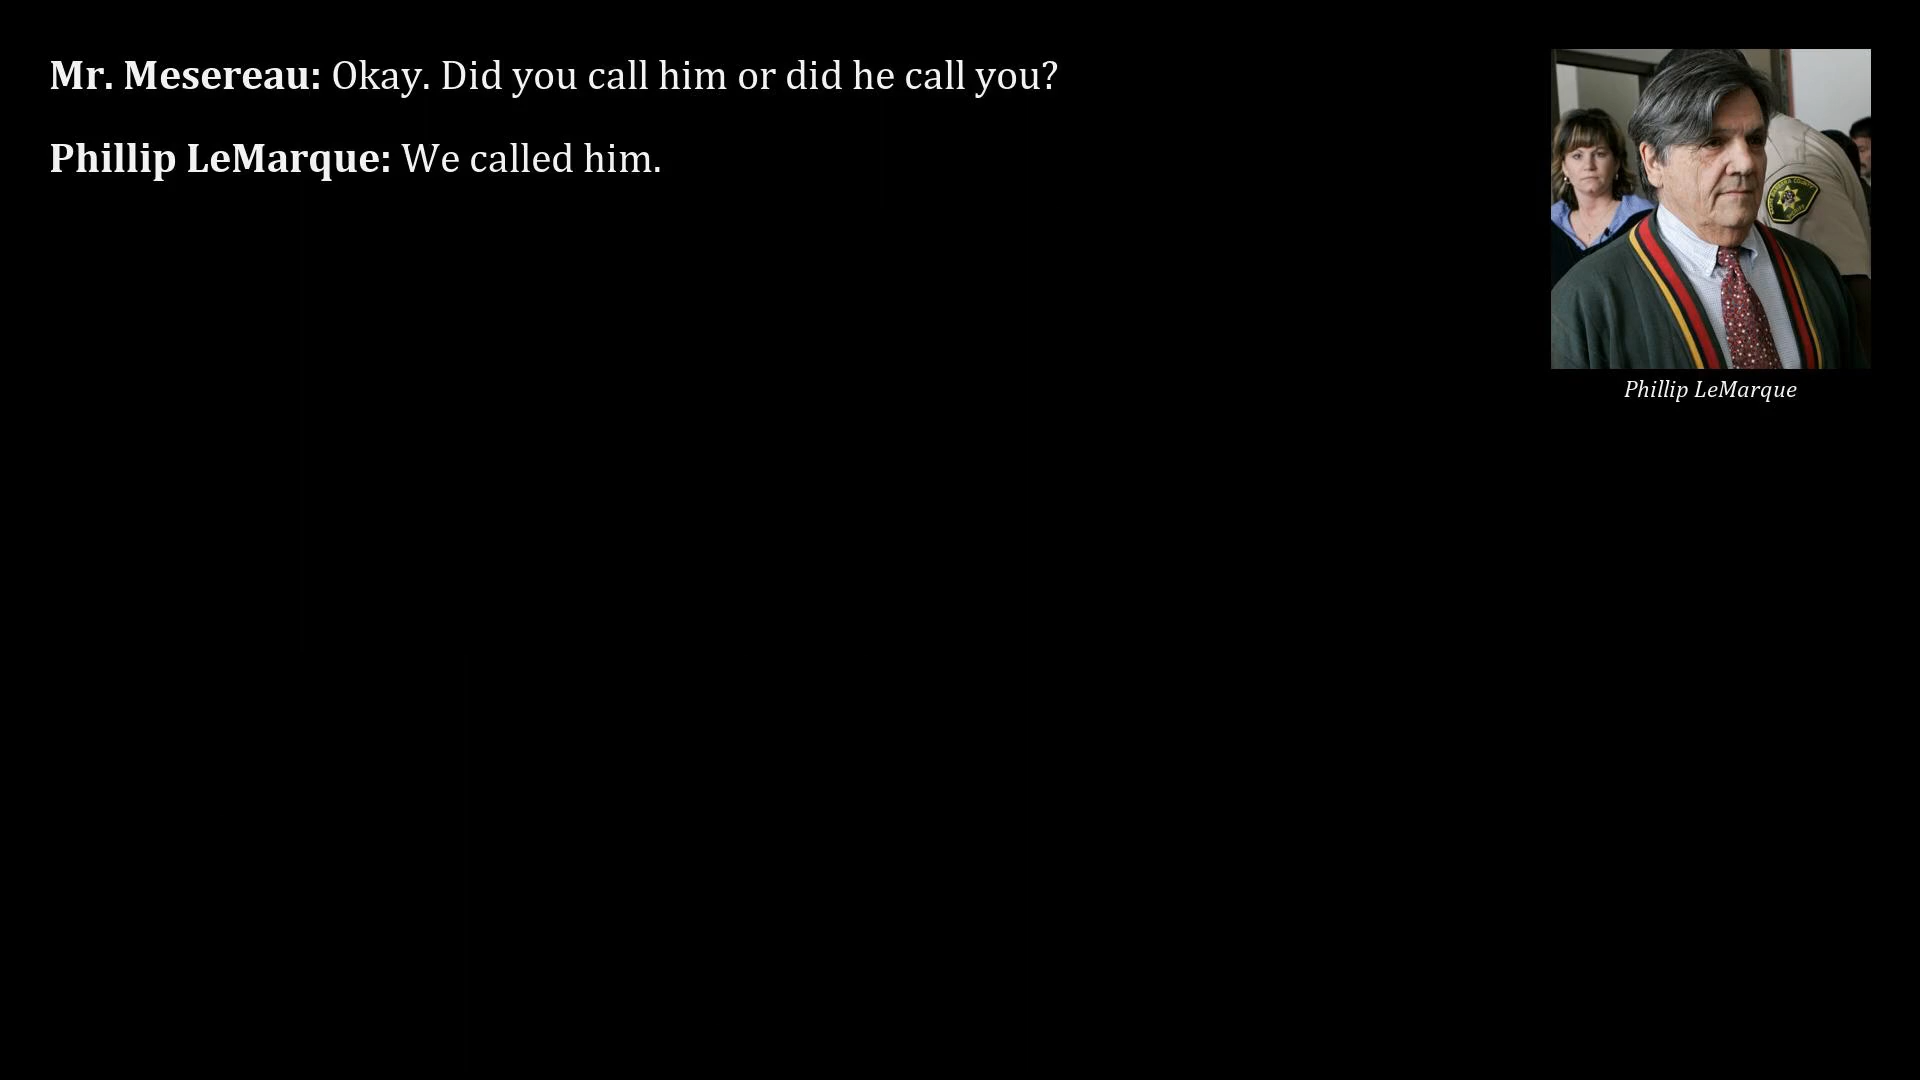 Mr. Mesereau: Okay. Did you call him or did he call you?
Phillip LeMarque: We called him.
Phillip LeMarque